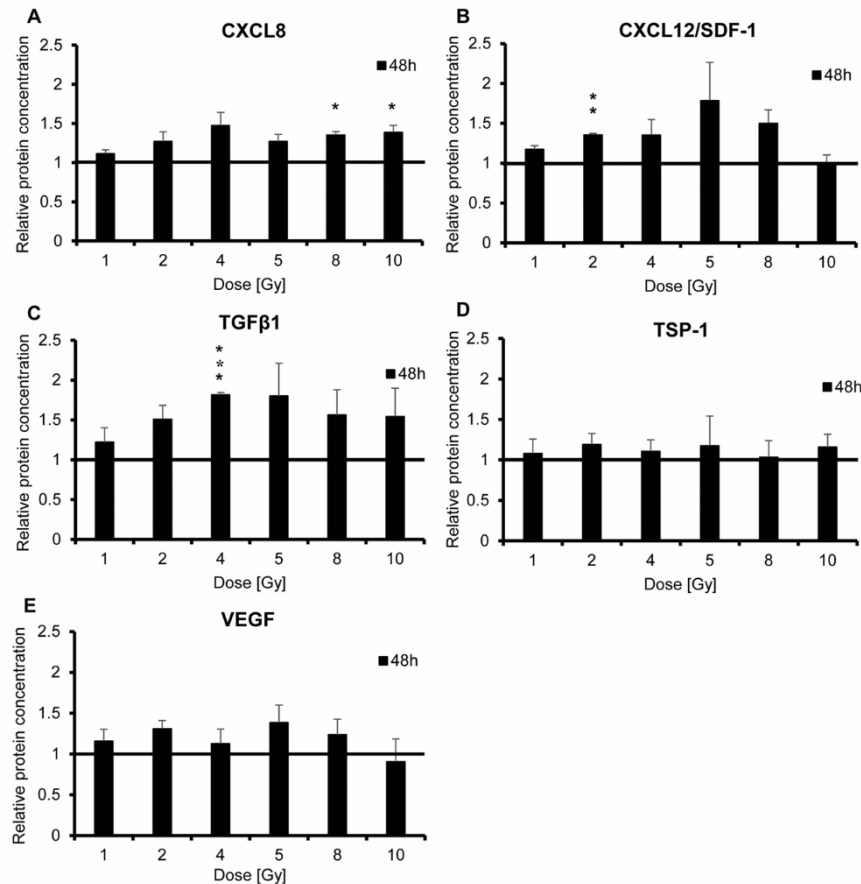 A
CXCL8
Relative protein concentration
2.5
2
1.5
1
0.5
0
48h
*
*
1 2 4 5 8 10
Dose [Gy]
B
CXCL12/SDF-1
Relative protein concentration
2.5
2
1.5
1
0.5
0
48h
*
*
1 2 4 5 8 10
Dose [Gy]
C
TGFβ1
Relative protein concentration
2.5
2
1.5
1
0.5
0
48h
*
*
*
1 2 4 5 8 10
Dose [Gy]
D
TSP-1
Relative protein concentration
2.5
2
1.5
1
0.5
0
48h
1 2 4 5 8 10
Dose [Gy]
E
VEGF
Relative protein concentration
2.5
2
1.5
1
0.5
0
48h
1 2 4 5 8 10
Dose [Gy]